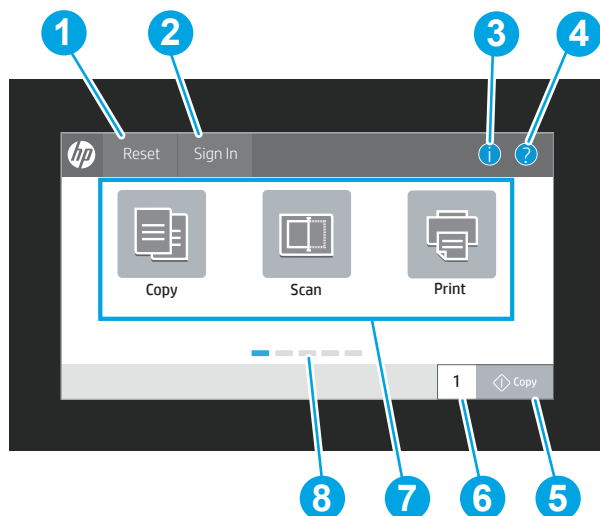 1 2 3 4
hp Reset Sign In i ?
Copy Scan Print
1 Copy
8 7 6 5